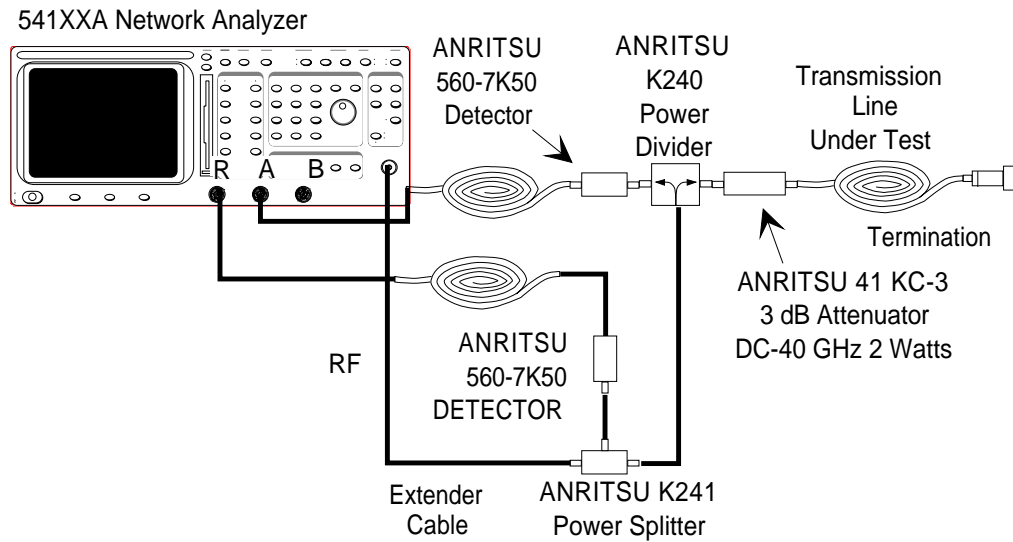 541XXA Network Analyzer
ANRITSU
560-7K50
Detector
ANRITSU
K240
Power
Divider
Transmission
Line
Under Test
R A B
Termination
ANRITSU 41 KC-3
3 dB Attenuator
DC-40 GHz 2 Watts
RF
ANRITSU
560-7K50
DETECTOR
Extender
Cable
ANRITSU K241
Power Splitter